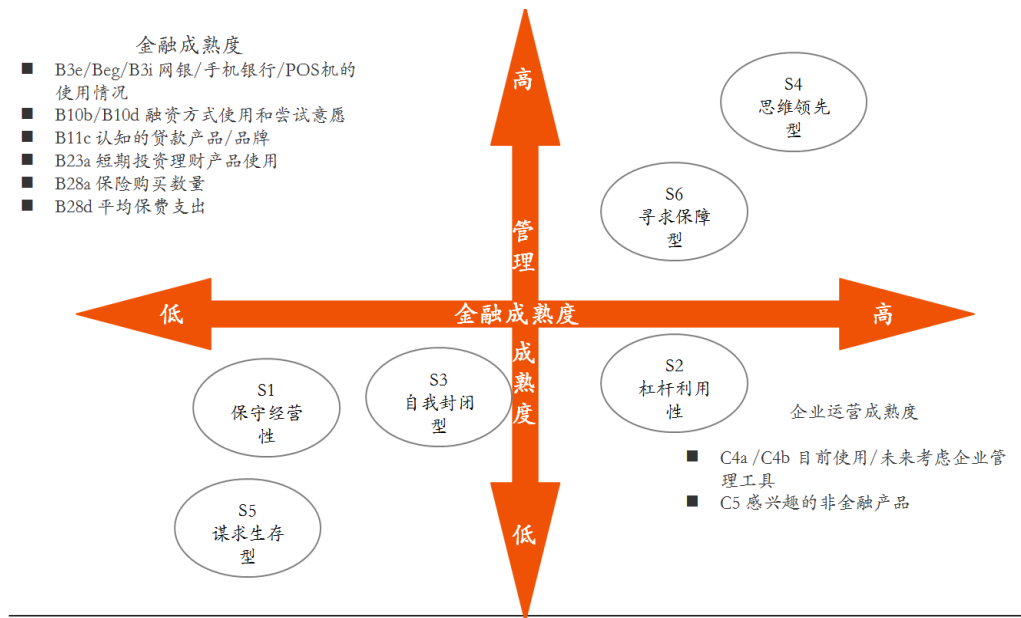 金融成熟度
■ B3e/Beg/B3i 网银/手机银行/POS机的
使用情况
■ B10b/B10d 融资方式使用和尝试意愿
■ B11c 认知的贷款产品/品牌
■ B23a 短期投资理财产品使用
■ B28a 保险购买数量
■ B28d 平均保费支出
高
S4
思维领先
型
S6
寻求保障
型
管
理
低
金融成熟度
高
成
熟
度
S1
保守经营
性
S3
自我封闭
型
S2
杠杆利用
性
企业运营成熟度
■ C4a /C4b 目前使用/未来考虑企业管
理工具
■ C5 感兴趣的非金融产品
S5
谋求生存
型
低